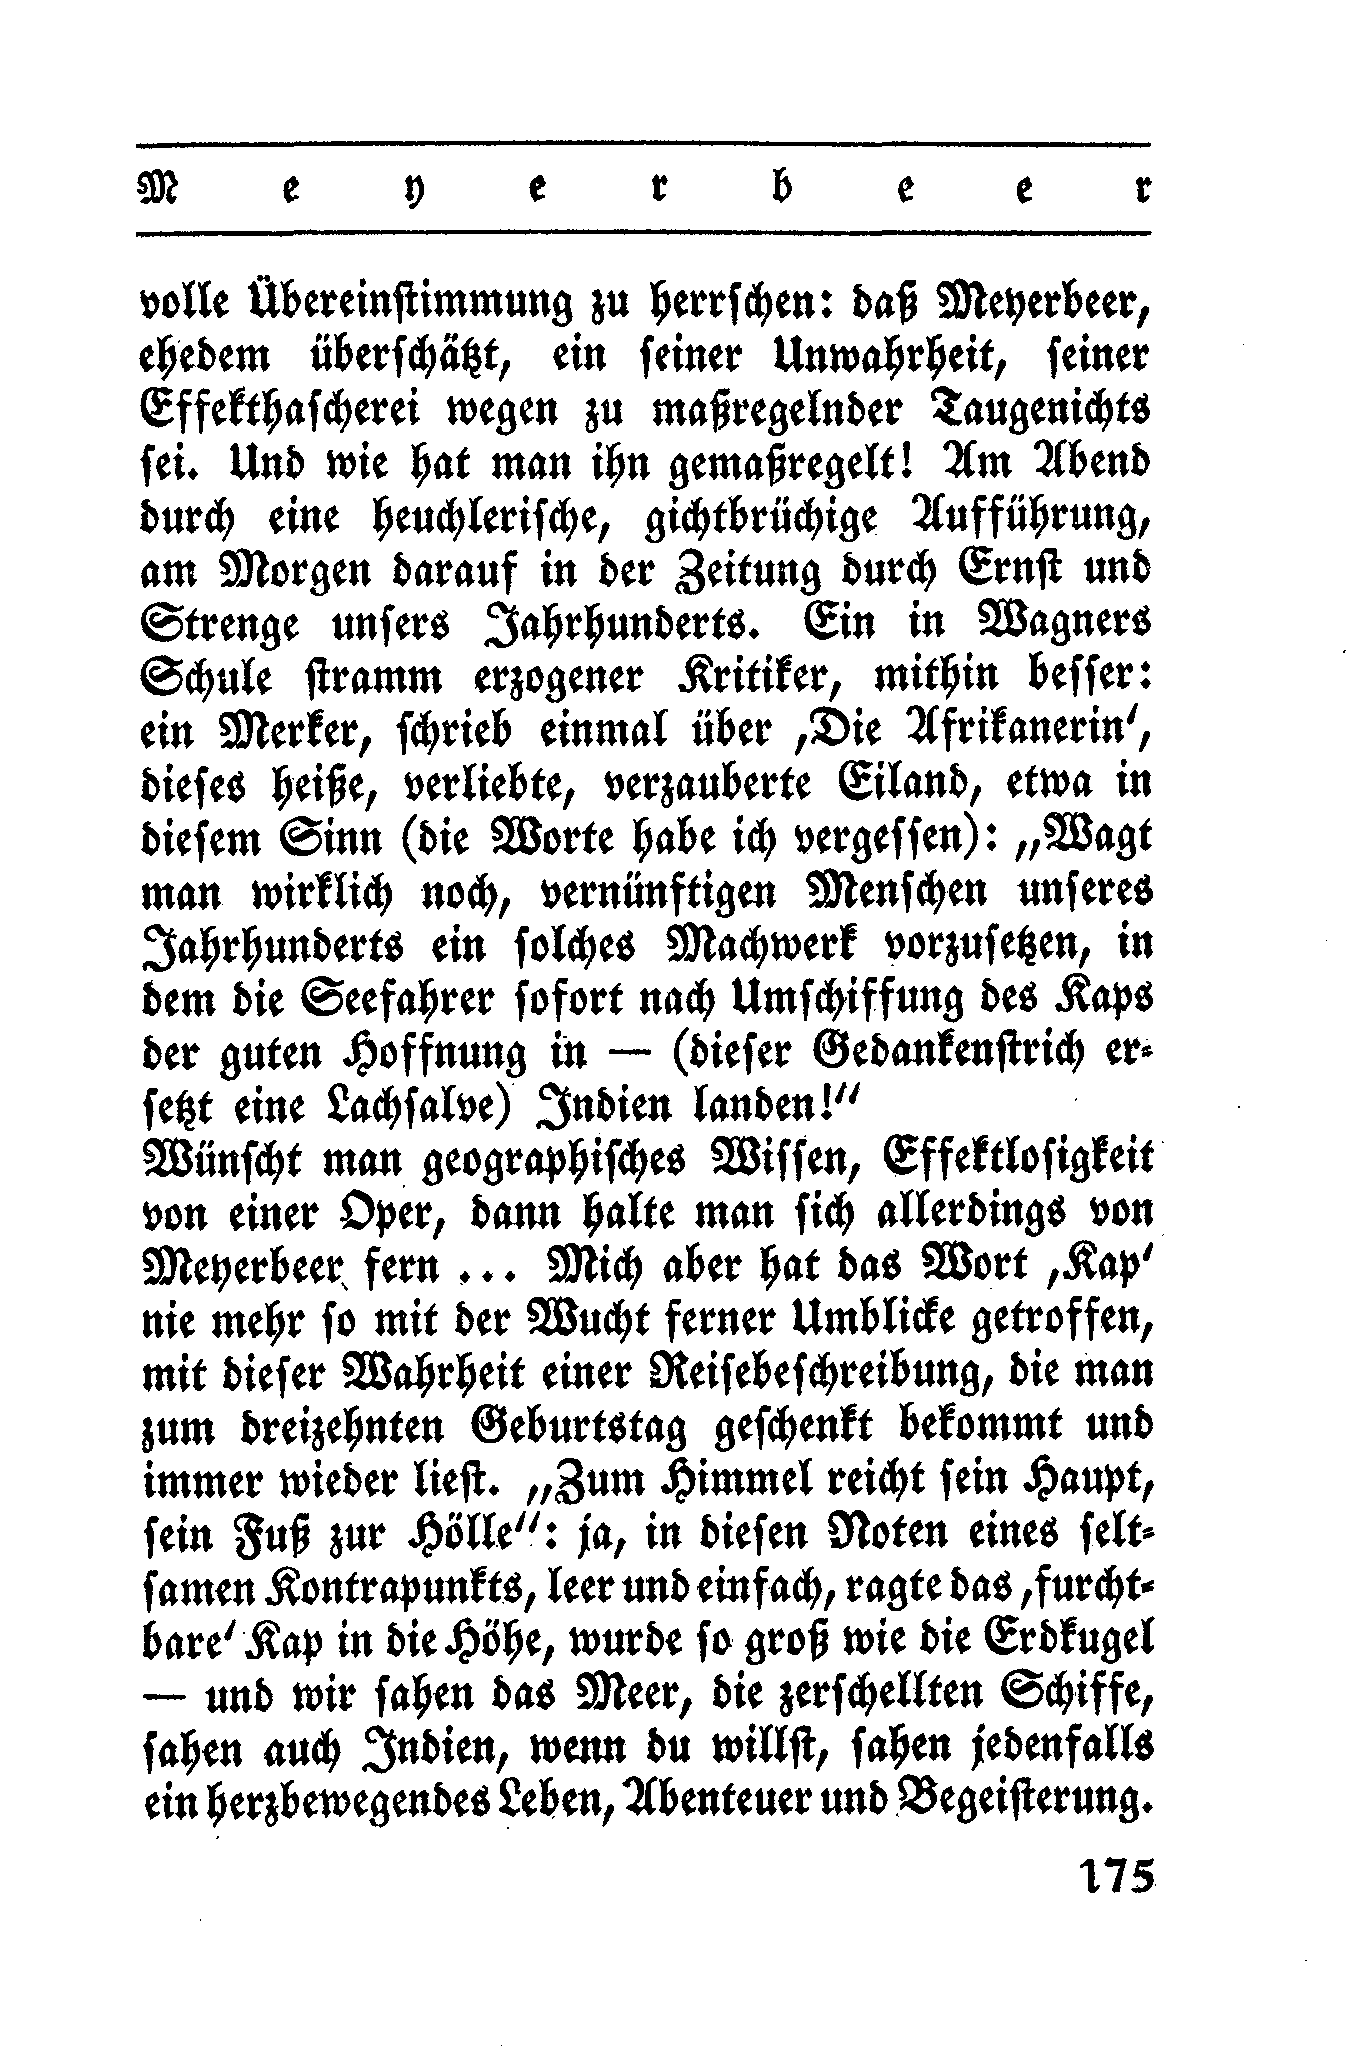 M e y e r b e e r
volle Übereinstimmung zu herrschen: daß Meyerbeer,
ehedem überschätzt, ein seiner Unwahrheit, seiner
Effekthascherei wegen zu maßregelnder Taugenichts
sei. Und wie hat man ihn gemaßregelt! Am Abend
durch eine heuchlerische, gichtbrüchige Aufführung,
am Morgen darauf in der Zeitung durch Ernst und
Strenge unsers Jahrhunderts. Ein in Wagners
Schule stramm erzogener Kritiker, mithin besser:
ein Merker, schrieb einmal über ‚Die Afrikanerin‘,
dieses heiße, verliebte, verzauberte Eiland, etwa in
diesem Sinn (die Worte habe ich vergessen): „Wagt
man wirklich noch, vernünftigen Menschen unseres
Jahrhunderts ein solches Machwerk vorzusetzen, in
dem die Seefahrer sofort nach Umschiffung des Kaps
der guten Hoffnung in — (dieser Gedankenstrich er-
setzt eine Lachsalve) Indien landen!“
Wünscht man geographisches Wissen, Effektlosigkeit
von einer Oper, dann halte man sich allerdings von
Meyerbeer fern ... Mich aber hat das Wort ‚Kap‘
nie mehr so mit der Wucht ferner Umblicke getroffen,
mit dieser Wahrheit einer Reisebeschreibung, die man
zum dreizehnten Geburtstag geschenkt bekommt und
immer wieder liest. „Zum Himmel reicht sein Haupt,
sein Fuß zur Hölle“: ja, in diesen Noten eines selt-
samen Kontrapunkts, leer und einfach, ragte das ‚furcht-
bare‘ Kap in die Höhe, wurde so groß wie die Erdkugel
— und wir sahen das Meer, die zerschellten Schiffe,
sahen auch Indien, wenn du willst, sahen jedenfalls
ein herzbewegendes Leben, Abenteuer und Begeisterung.
175